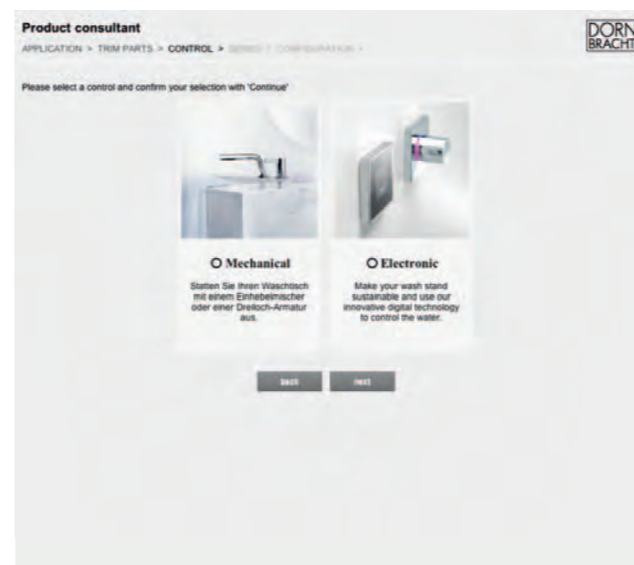 Product consultant
DORN
BRACHT
APPLICATION > TRIM PARTS > CONTROL > SERIES > CONFIGURATION >
Please select a control and confirm your selection with 'Continue'
Mechanical
Statten Sie Ihren Waschtisch
mit einem Einhebelmischer
oder einer Dreiloch-Armatur
aus.
Electronic
Make your wash stand
sustainable and use our
innovative digital technology
to control the water.
back
next